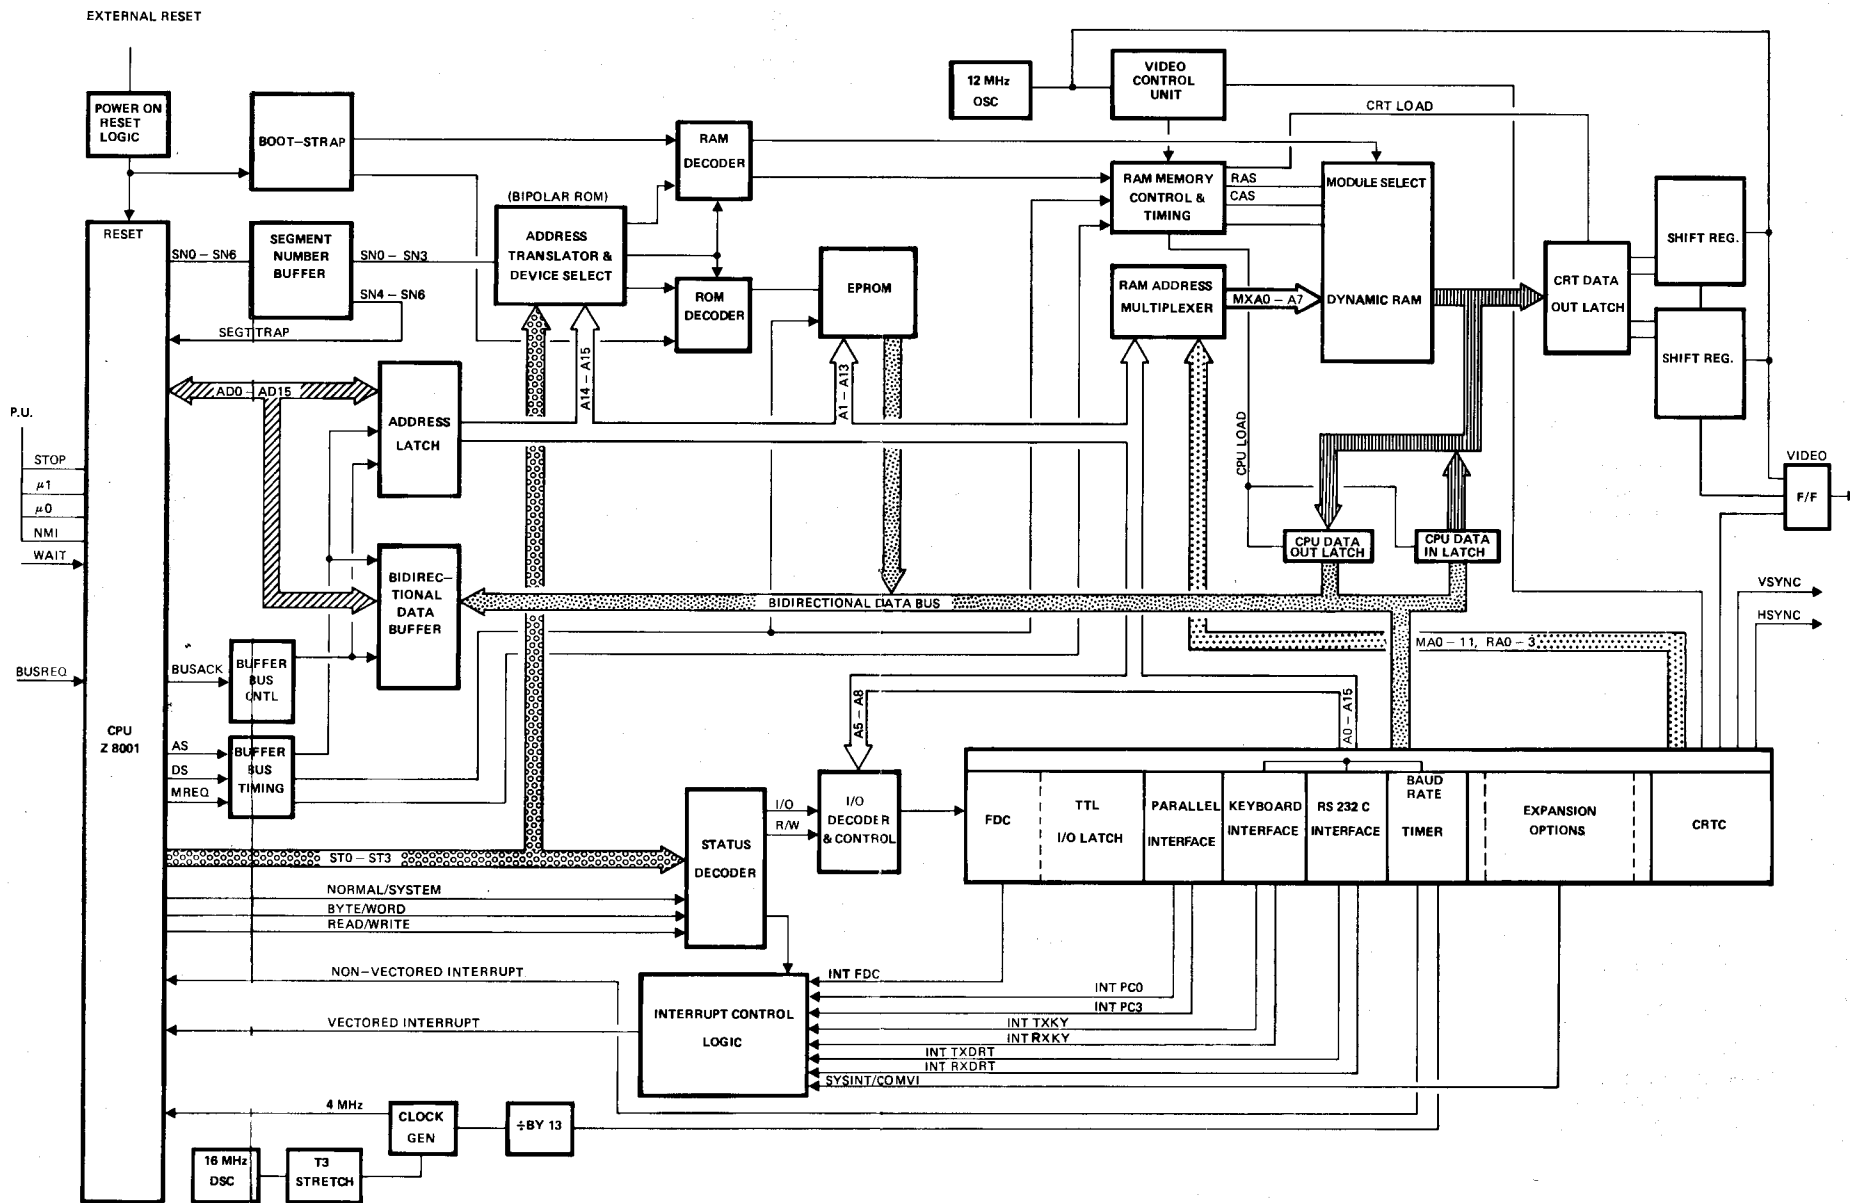 EXTERNAL RESET
POWER ON
RESET
LOGIC
BOOT-STRAP
RAM
DECODER
12 MHz
OSC
VIDEO
CONTROL
UNIT
CRT LOAD
RESET
SN0 - SN6
SEGMENT
NUMBER
BUFFER
SN0 - SN3
SN4 - SN6
SEGT TRAP
(BIPOLAR ROM)
ADDRESS
TRANSLATOR &
DEVICE SELECT
ROM
DECODER
EPROM
RAM MEMORY
CONTROL &
TIMING
RAS
CAS
MODULE SELECT
DYNAMIC RAM
RAM ADDRESS
MULTIPLEXER
MXA0 - A7
CRT DATA
OUT LATCH
SHIFT REG.
SHIFT REG.
AD0 - AD15
ADDRESS
LATCH
A14 - A15
A1 - A13
CPU LOAD
VIDEO
F/F
P.U.
STOP
μ1
μ0
NMI
WAIT
BUSREQ
CPU
Z 8001
BIDIREC-
TIONAL
DATA
BUFFER
BIDIRECTIONAL DATA BUS
CPU DATA
OUT LATCH
CPU DATA
IN LATCH
VSYNC
HSYNC
MA0 - 11, RA0 - 3
BUSACK
BUFFER
BUS
CNTL
AS
DS
MREQ
BUFFER
BUS
TIMING
A5 - A8
A0 - A15
STATUS
DECODER
I/O
R/W
I/O
DECODER
& CONTROL
FDC
TTL
I/O LATCH
PARALLEL
INTERFACE
KEYBOARD
INTERFACE
RS 232 C
INTERFACE
BAUD
RATE
TIMER
EXPANSION
OPTIONS
CRTC
ST0 - ST3
NORMAL/SYSTEM
BYTE/WORD
READ/WRITE
NON-VECTORED INTERRUPT
VECTORED INTERRUPT
INTERRUPT CONTROL
LOGIC
INT FDC
INT PC0
INT PC3
INT TXKY
INT RXKY
INT TXDRT
INT RXDRT
SYSINT/COMVI
4 MHz
CLOCK
GEN
÷BY 13
16 MHz
DSC
T3
STRETCH